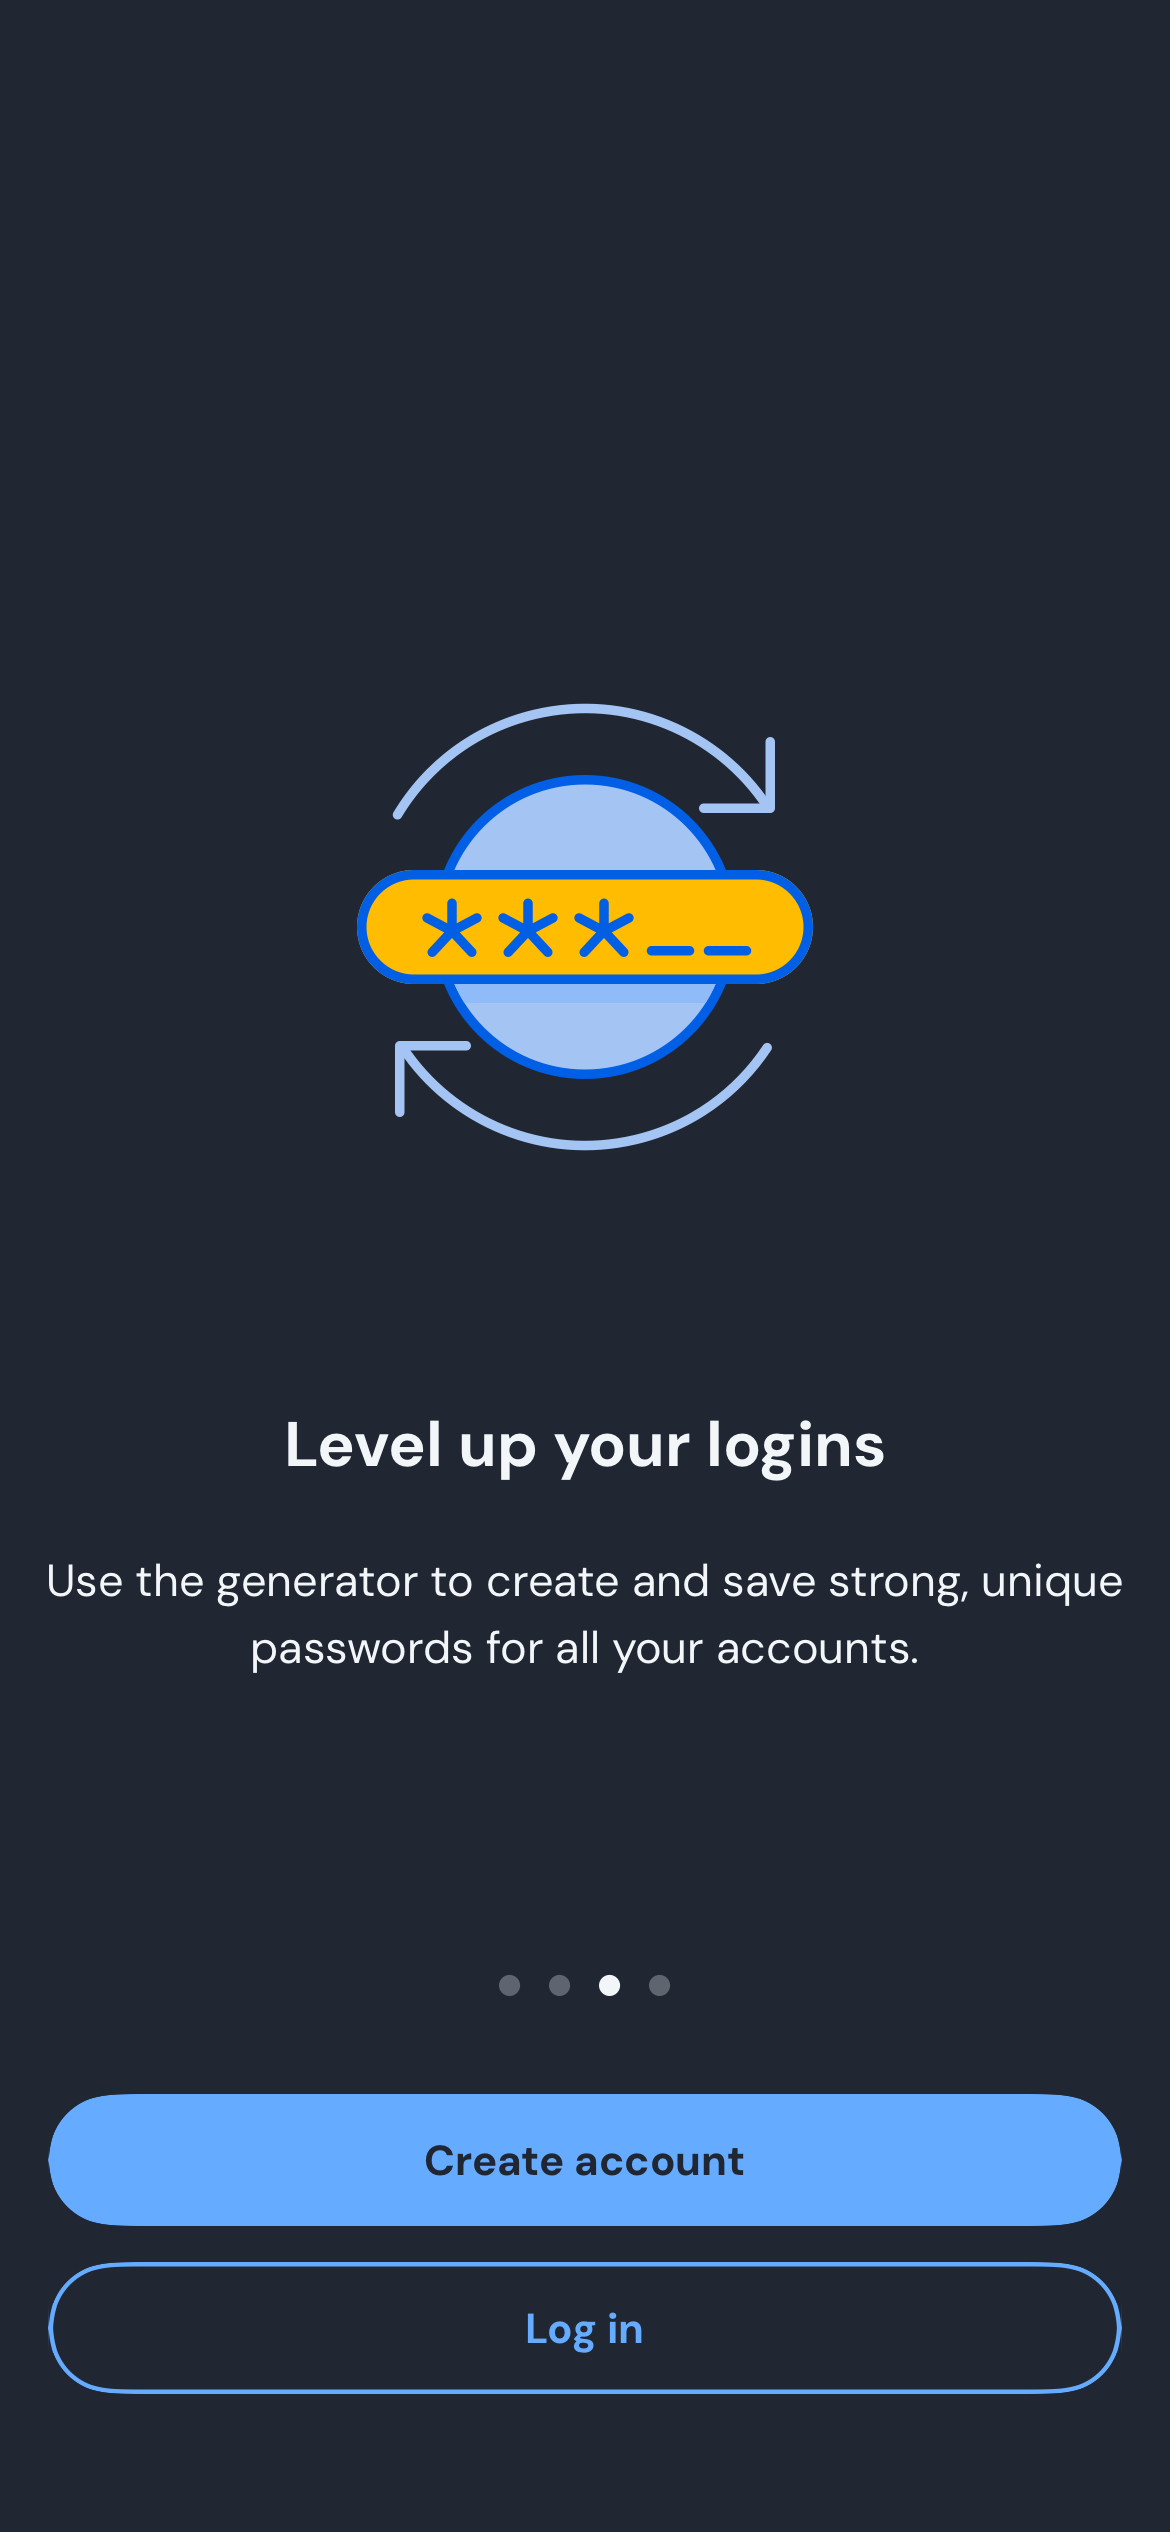 ***__
Level up your logins
Use the generator to create and save strong, unique
passwords for all your accounts.
Create account
Log in